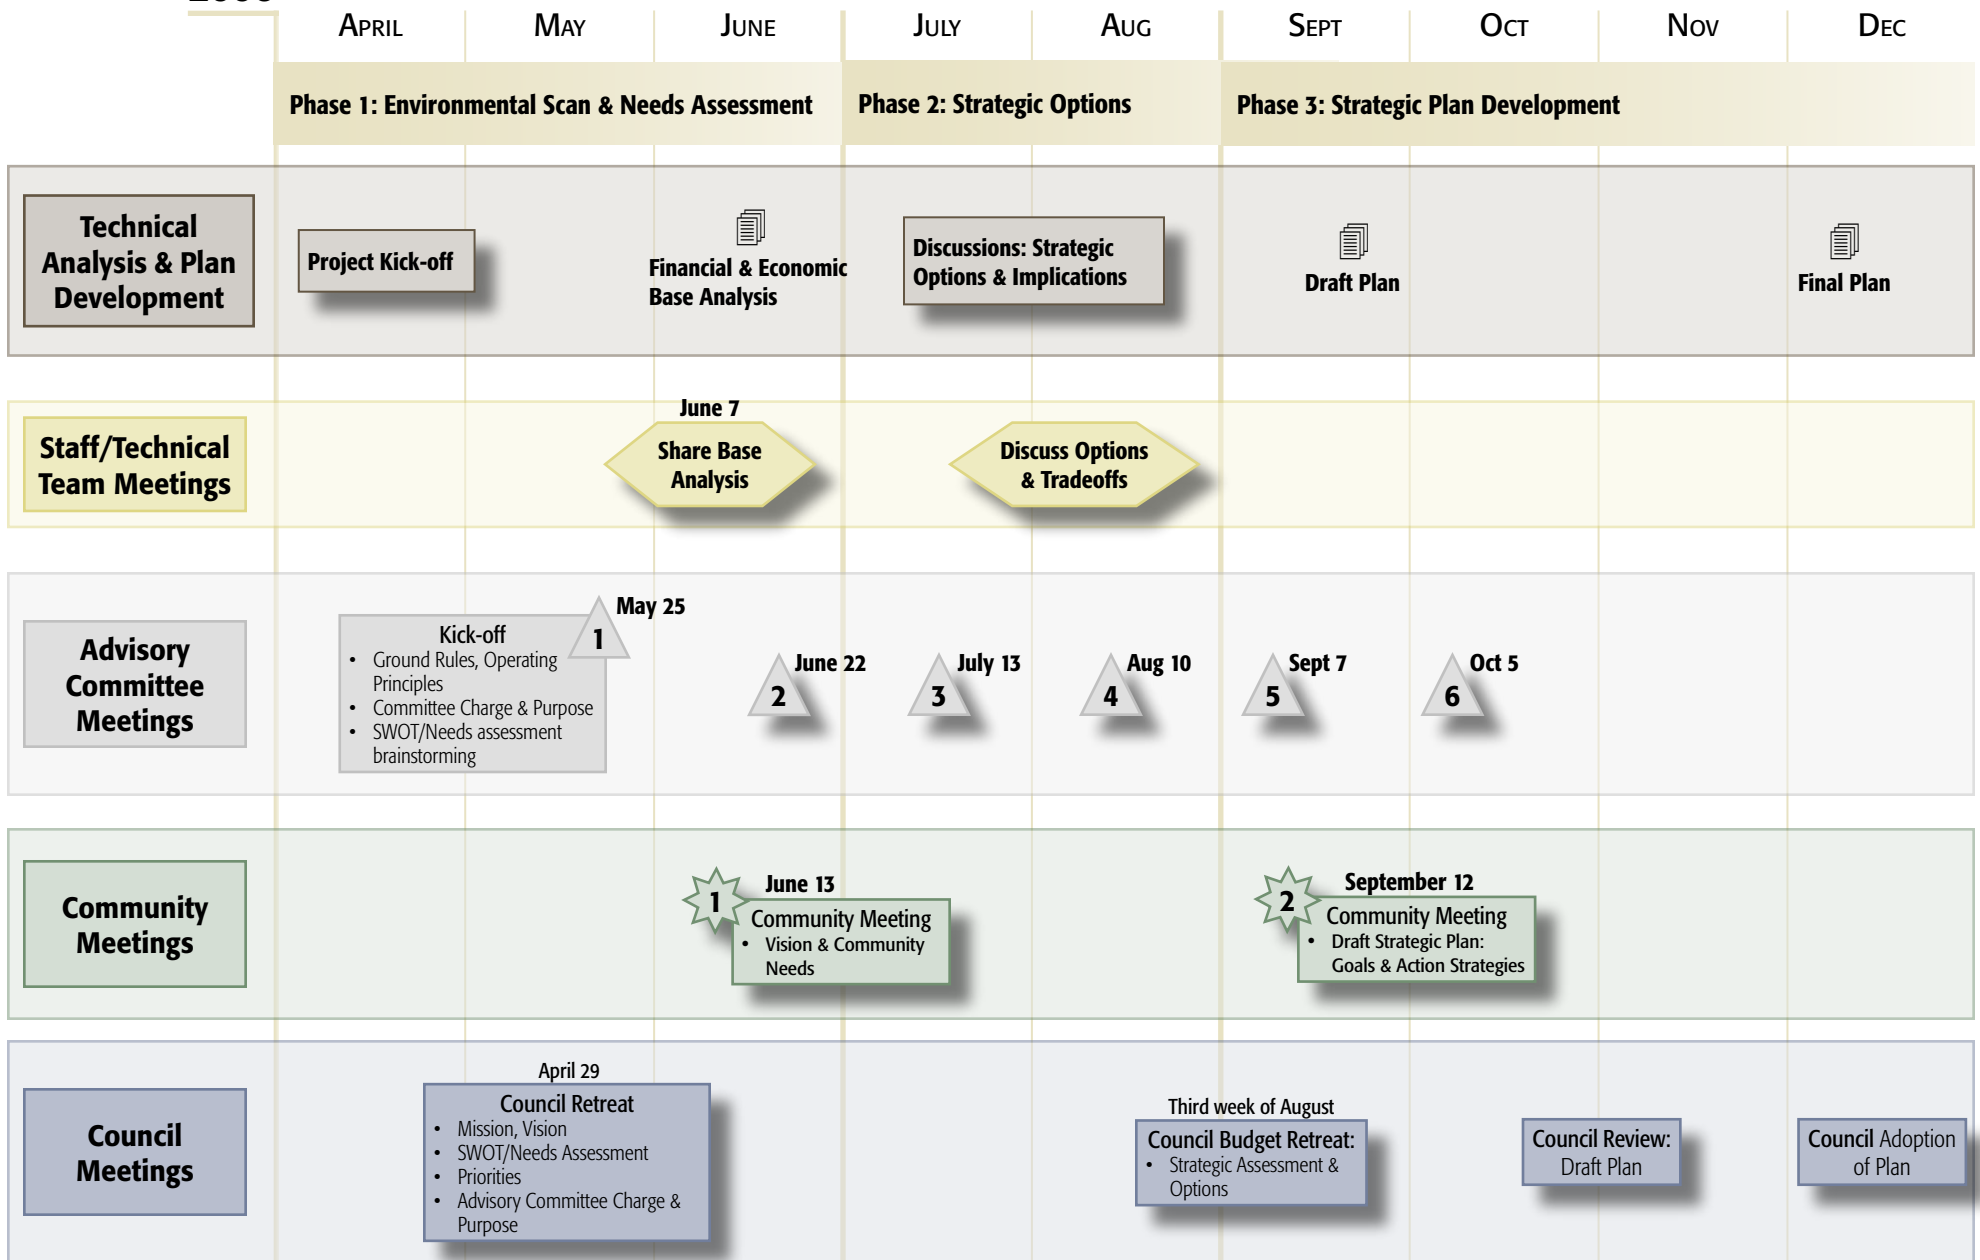 APRIL MAY JUNE JULY AUG SEPT OCT NOV DEC
Phase 1: Environmental Scan & Needs Assessment
Phase 2: Strategic Options
Phase 3: Strategic Plan Development
Technical
Analysis & Plan
Development
Project Kick-off
Financial & Economic
Base Analysis
Discussions: Strategic
Options & Implications
Draft Plan
Final Plan
Staff/Technical
Team Meetings
June 7
Share Base
Analysis
Discuss Options
& Tradeoffs
Advisory
Committee
Meetings
Kick-off
• Ground Rules, Operating
Principles
• Committee Charge & Purpose
• SWOT/Needs assessment
brainstorming
1
May 25
2
June 22
3
July 13
4
Aug 10
5
Sept 7
6
Oct 5
Community
Meetings
1
June 13
Community Meeting
• Vision & Community
Needs
2
September 12
Community Meeting
• Draft Strategic Plan:
Goals & Action Strategies
Council
Meetings
April 29
Council Retreat
• Mission, Vision
• SWOT/Needs Assessment
• Priorities
• Advisory Committee Charge &
Purpose
Third week of August
Council Budget Retreat:
• Strategic Assessment &
Options
Council Review:
Draft Plan
Council Adoption
of Plan